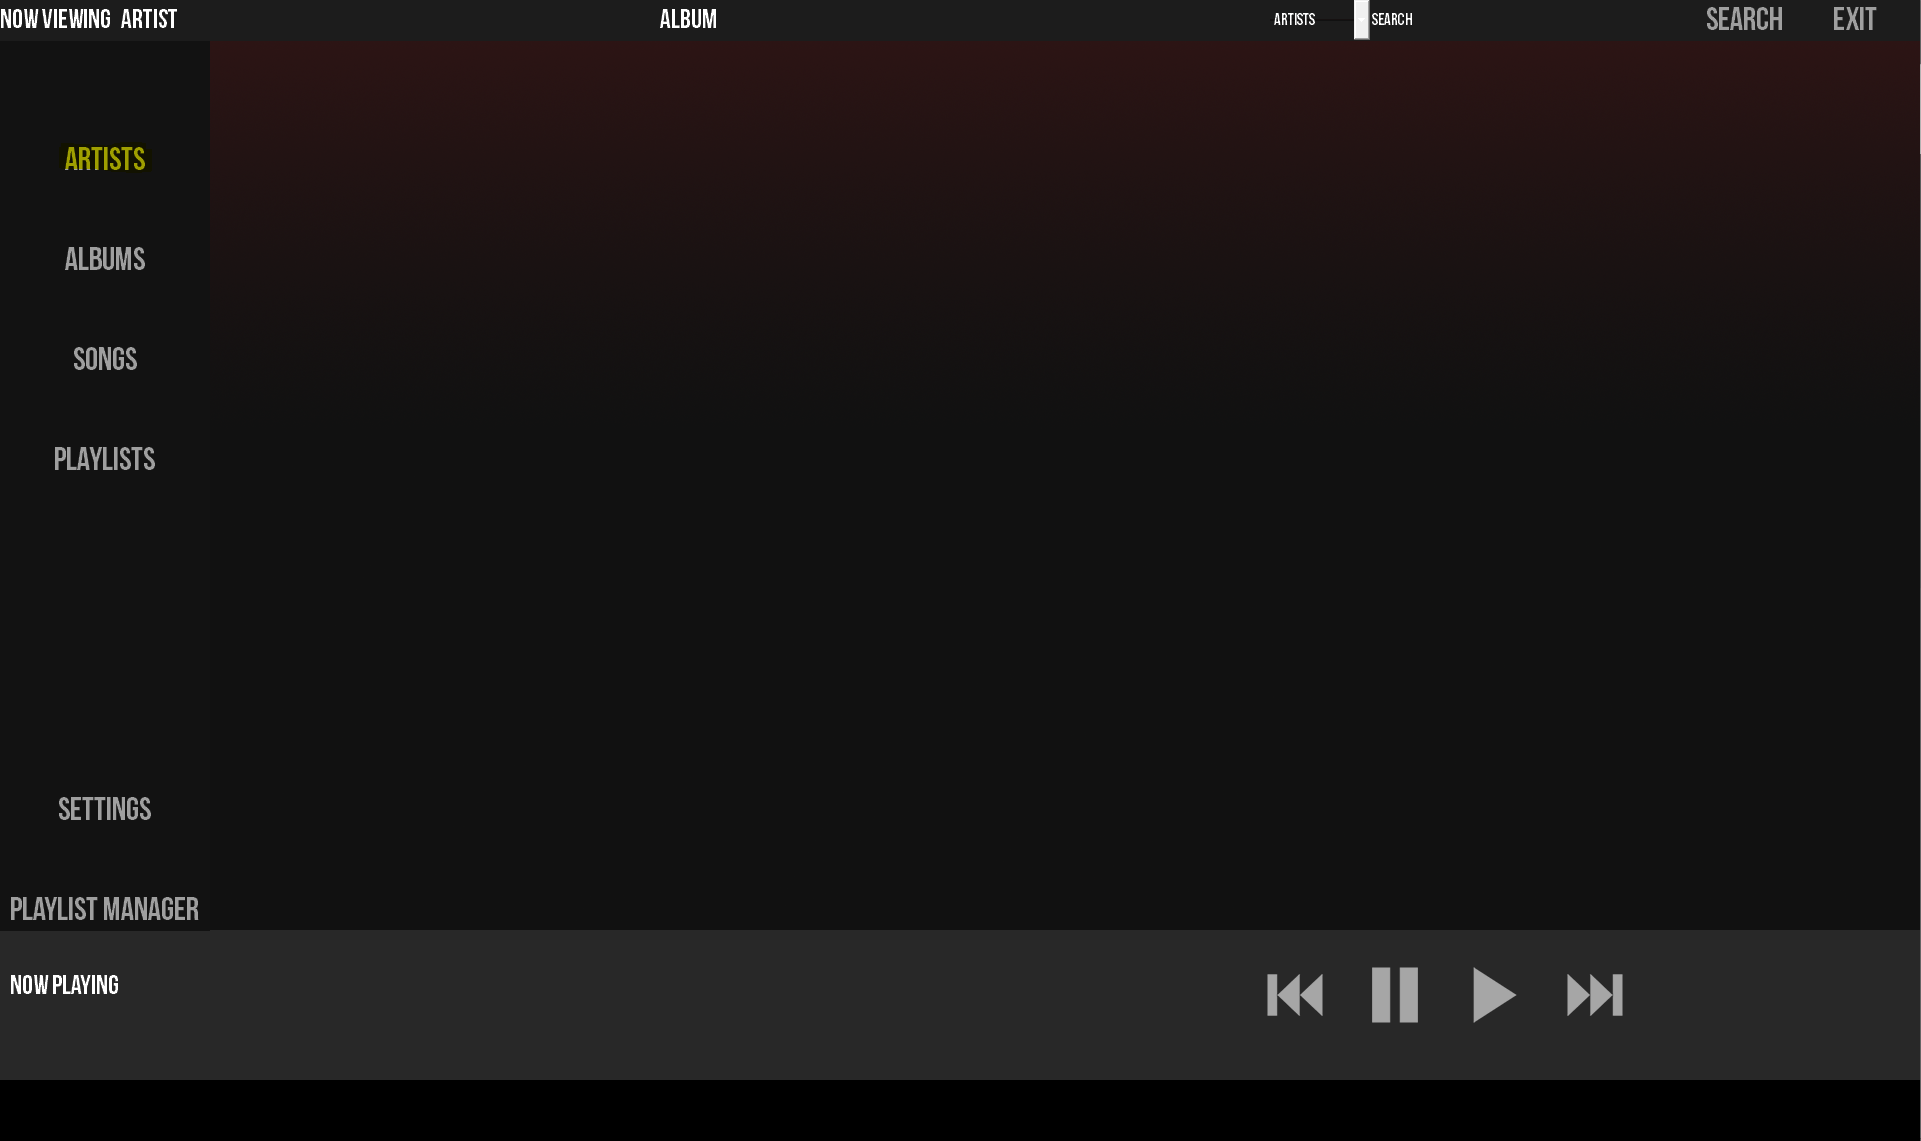 NOW VIEWING ARTIST ALBUM ARTISTS SEARCH SEARCH EXIT
ARTISTS
ALBUMS
SONGS
PLAYLISTS
SETTINGS
PLAYLIST MANAGER
NOW PLAYING